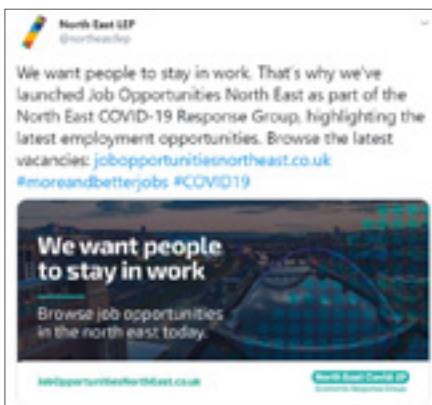 North East LEP
@northeastlep
We want people to stay in work. That's why we've
launched Job Opportunities North East as part of the
North East COVID-19 Response Group, highlighting the
latest employment opportunities. Browse the latest
vacancies: jobopportunitiesnortheast.co.uk
#moreandbetterjobs #COVID19
We want people
to stay in work
Browse job opportunities
in the north east today.
JobOpportunitiesNorthEast.co.uk
North East Covid-19
Economic Response Group